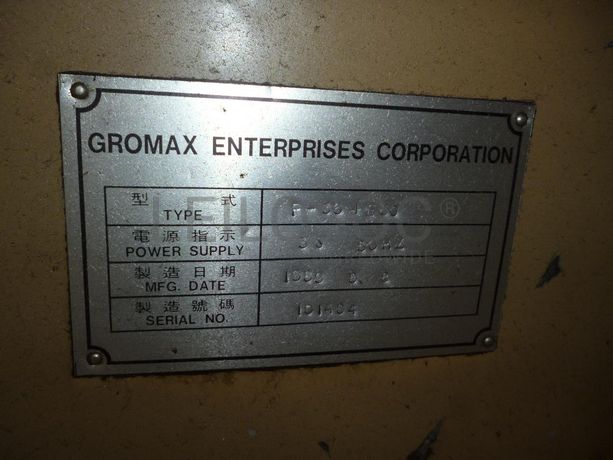 GROMAX ENTERPRISES CORPORATION
型式
TYPE
電源指示
POWER SUPPLY
60HZ
製造日期
MFG. DATE
製造號碼
SERIAL NO.